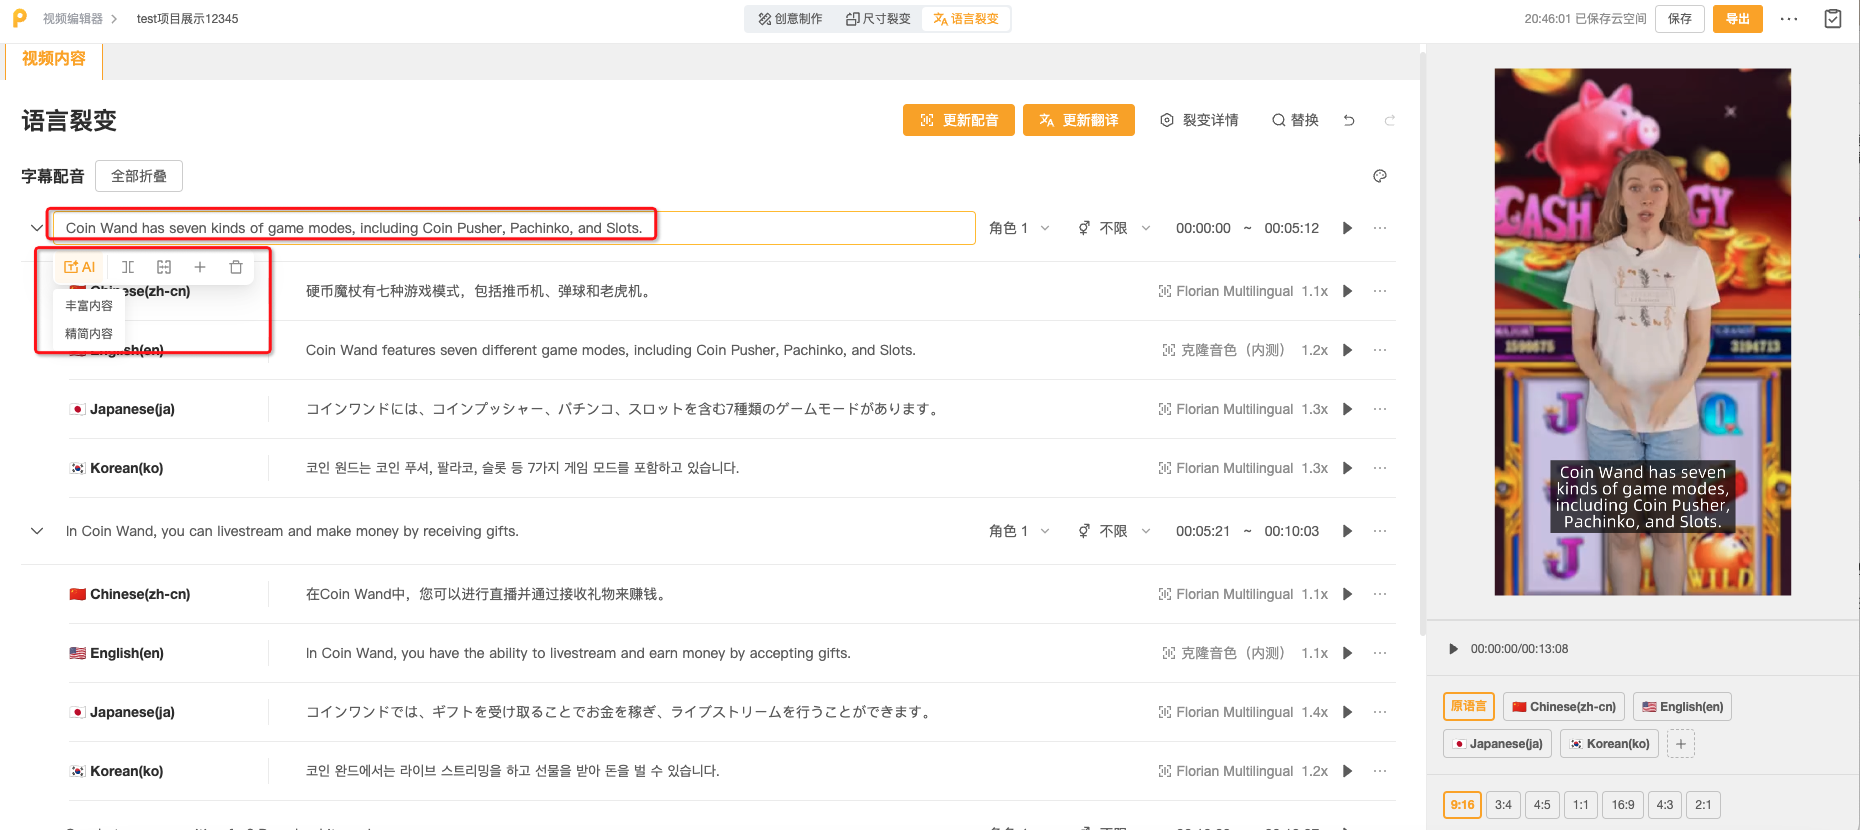 视频编辑器 test项目展示12345
创意制作 尺寸裂变 语言裂变
20:46:01 已保存云空间 保存 导出
视频内容
语言裂变
更新配音 更新翻译 裂变详情 替换
字幕配音 全部折叠
Coin Wand has seven kinds of game modes, including Coin Pusher, Pachinko, and Slots. 角色 1 不限 00:00:00 ~ 00:05:12
AI
丰富内容
精简内容
Chinese(zh-cn) 硬币魔杖有七种游戏模式，包括推币机、弹球和老虎机。 Florian Multilingual 1.1x
English(en) Coin Wand features seven different game modes, including Coin Pusher, Pachinko, and Slots. 克隆音色（内测） 1.2x
Japanese(ja) コインワンドには、コインプッシャー、パチンコ、スロットを含む7種類のゲームモードがあります。 Florian Multilingual 1.3x
Korean(ko) 코인 원드는 코인 푸셔, 팔라코, 슬롯 등 7가지 게임 모드를 포함하고 있습니다. Florian Multilingual 1.3x
In Coin Wand, you can livestream and make money by receiving gifts. 角色 1 不限 00:05:21 ~ 00:10:03
Chinese(zh-cn) 在Coin Wand中，您可以进行直播并通过接收礼物来赚钱。 Florian Multilingual 1.1x
English(en) In Coin Wand, you have the ability to livestream and earn money by accepting gifts. 克隆音色（内测） 1.1x
Japanese(ja) コインワンドでは、ギフトを受け取ることでお金を稼ぎ、ライブストリームを行うことができます。 Florian Multilingual 1.4x
Korean(ko) 코인 완드에서는 라이브 스트리밍을 하고 선물을 받아 돈을 벌 수 있습니다. Florian Multilingual 1.2x
CASH
GY
1596675
3194713
J
Q
Coin Wand has seven
kinds of game modes,
including Coin Pusher,
Pachinko, and Slots.
J
WILD
00:00:00/00:13:08
原语言 Chinese(zh-cn) English(en)
Japanese(ja) Korean(ko)
9:16 3:4 4:5 1:1 16:9 4:3 2:1